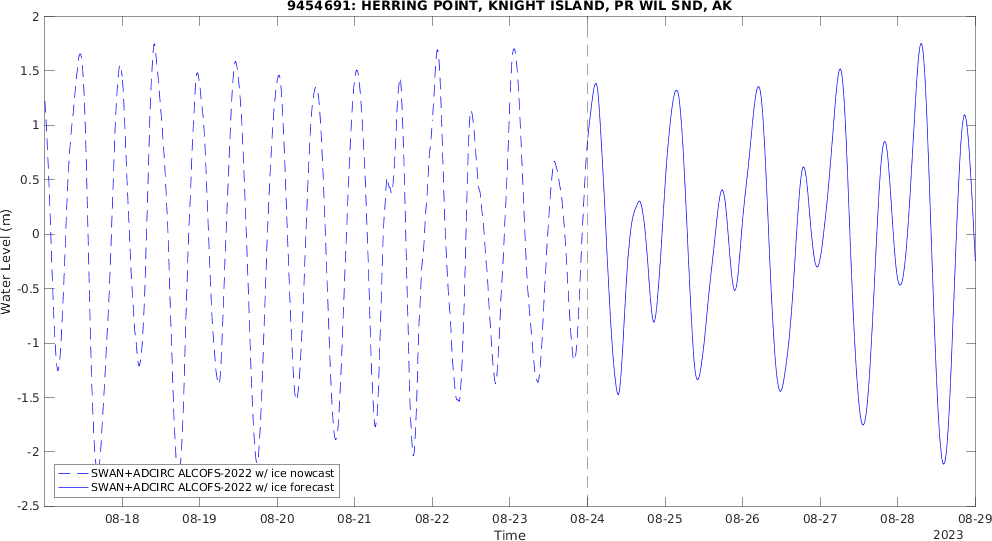 9454691: HERRING POINT, KNIGHT ISLAND, PR WIL SND, AK
2
1.5
1
0.5
0
-0.5
-1
-1.5
-2
-2.5
Water Level (m)
SWAN+ADCIRC ALCOFS-2022 w/ ice nowcast
SWAN+ADCIRC ALCOFS-2022 w/ ice forecast
08-18 08-19 08-20 08-21 08-22 08-23 08-24 08-25 08-26 08-27 08-28 08-29
Time
2023